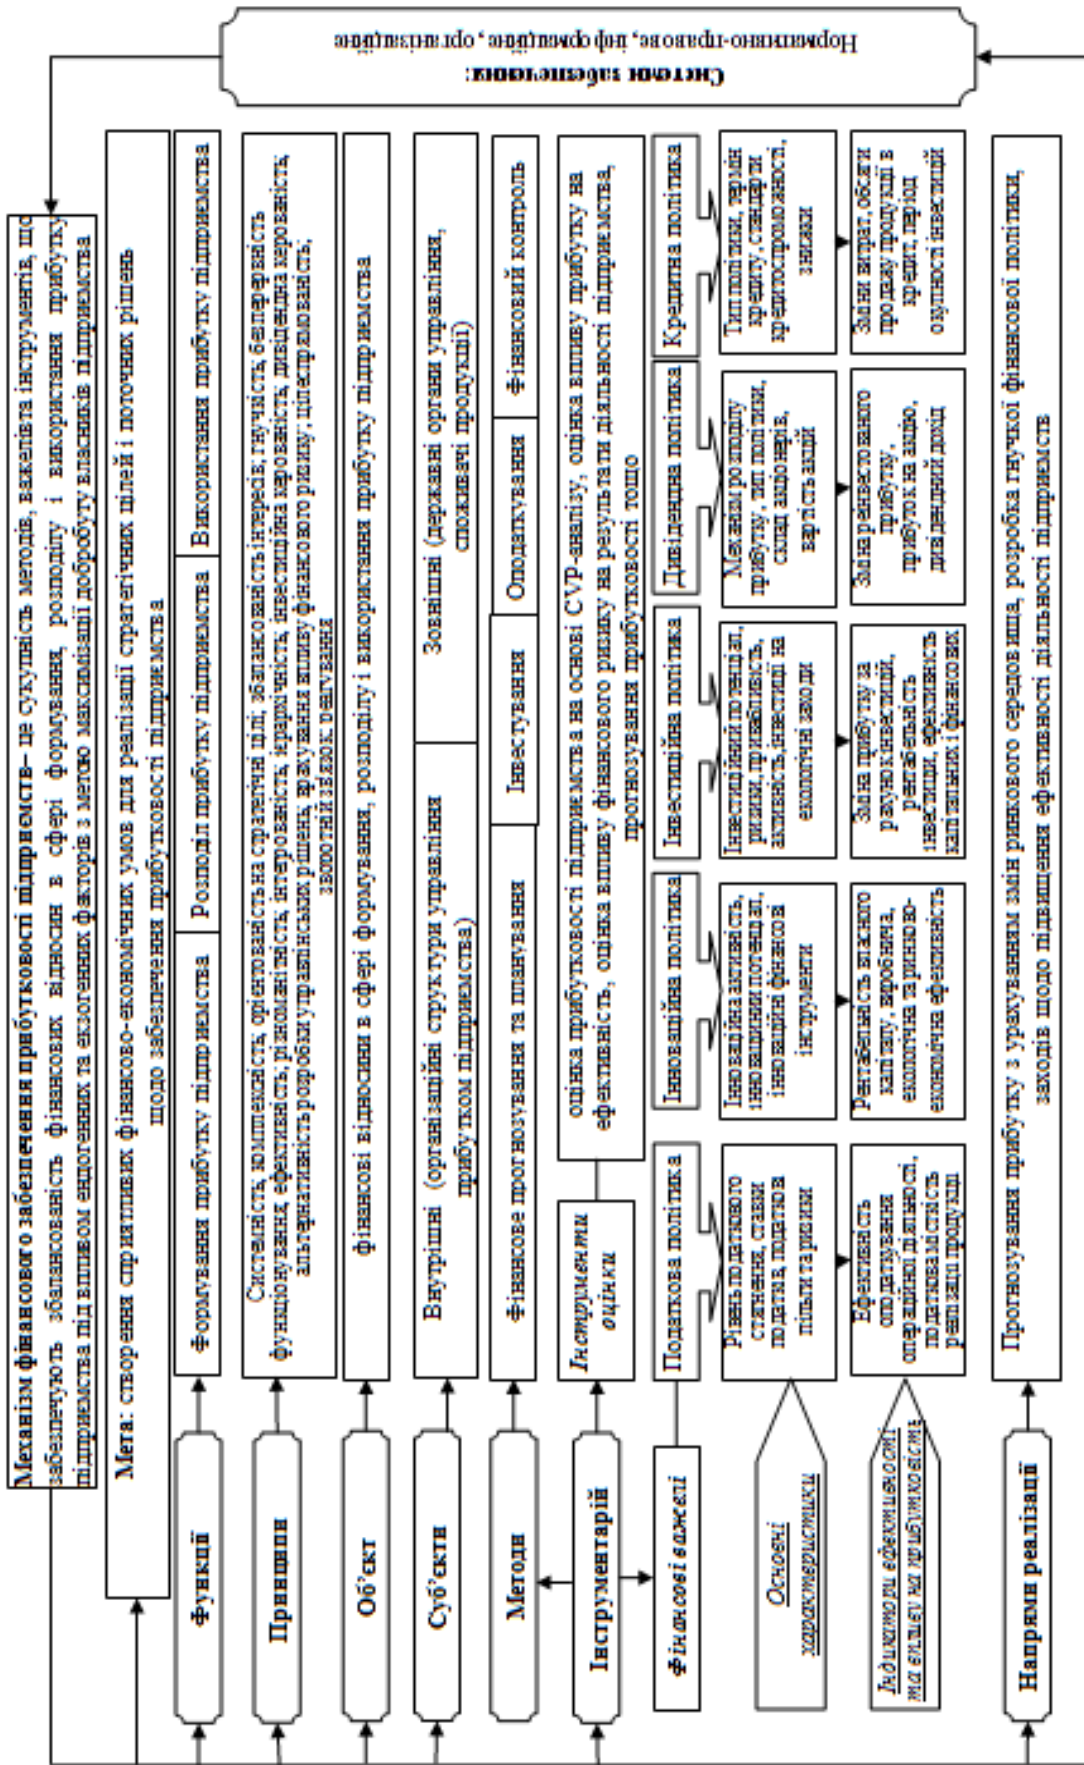 Механізм фінансового забезпечення прибутковості підприємств– це сукупність методів, важелів та інструментів, що
забезпечують збалансованість фінансових відносин в сфері формування, розподілу і використання прибутку
підприємства під впливом ендогенних та екзогенних факторів з метою максимізації добробуту власників підприємства
Мета: створення сприятливих фінансово-економічних умов для реалізації стратегічних цілей і поточних рішень
щодо забезпечення прибутковості підприємства
Функції
Формування прибутку підприємства
Розподіл прибутку підприємства
Використання прибутку підприємства
Принципи
Системність, комплексність, орієнтованість на стратегічні цілі; збалансованість інтересів; гнучкість, безперервність
функціонування, ефективність, різноманітність, інтегрованість, ієрархічність, інвестиційна керованість, дивідендна керованість,
альтернативність розробки управлінських рішень, врахування впливу фінансового ризику; цілеспрямованість,
зворотній зв'язок, реагування
Об'єкт
фінансові відносини в сфері формування, розподілу і використання прибутку підприємства
Суб'єкти
Внутрішні (організаційні структури управління
прибутком підприємства)
Зовнішні (державні органи управління,
споживачі продукції)
Методи
Фінансове прогнозування та планування
Інвестування
Оподаткування
Фінансовий контроль
Інструментарій
Інструменти
оцінки
оцінка прибутковості підприємства на основі CVP-аналізу, оцінка впливу прибутку на
ефективність, оцінка впливу фінансового ризику на результати діяльності підприємства,
прогнозування прибутковості тощо
Фінансові важелі
Податкова політика
Інноваційна політика
Інвестиційна політика
Дивідендна політика
Кредитна політика
Основні
характеристики
Рівень податкового
стягнення, ставки
податків, податкові
пільги та ризики
Інноваційна активність,
інноваційний потенціал,
інноваційні фінансові
інструменти
Інвестиційний потенціал,
ризики, привабливість,
активність, інвестиції на
екологічні заходи
Механізм розподілу
прибутку, тип політики,
склад акціонерів,
вартість акцій
Тип політики, термін
кредиту, стандарти
кредитоспроможності,
знижки
Індикатори ефективності
та вплив на прибутковість
Ефективність
оподаткування
операційної діяльності,
податкомісткість
реалізації продукції
Рентабельність власного
капіталу, виробнича,
екологічна та ринково-
економічна ефективність
Зміна прибутку за
рахунок інвестицій,
рентабельність
інвестицій, ефективність
капітальних і фінансових
Зміна реінвестованого
прибутку,
прибуток на акцію,
дивідендний дохід
Зміни витрат, обсяги
продажу продукції в
кредит, період
окупності інвестицій
Напрями реалізації
Прогнозування прибутку з урахуванням змін ринкового середовища, розробка гнучкої фінансової політики,
заходів щодо підвищення ефективності діяльності підприємств
Системи забезпечення:
Нормативно-правове, інформаційне, організаційне